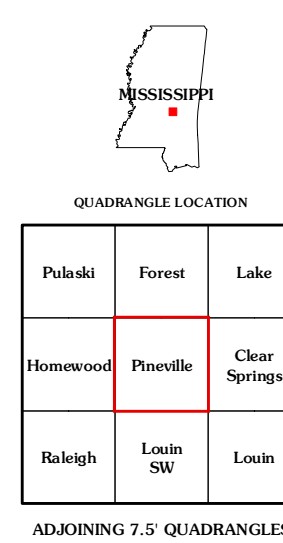 MISSISSIPPI
QUADRANGLE LOCATION
Pulaski Forest Lake
Homewood Pineville Clear Springs
Raleigh Louin SW Louin
ADJOINING 7.5' QUADRANGLES